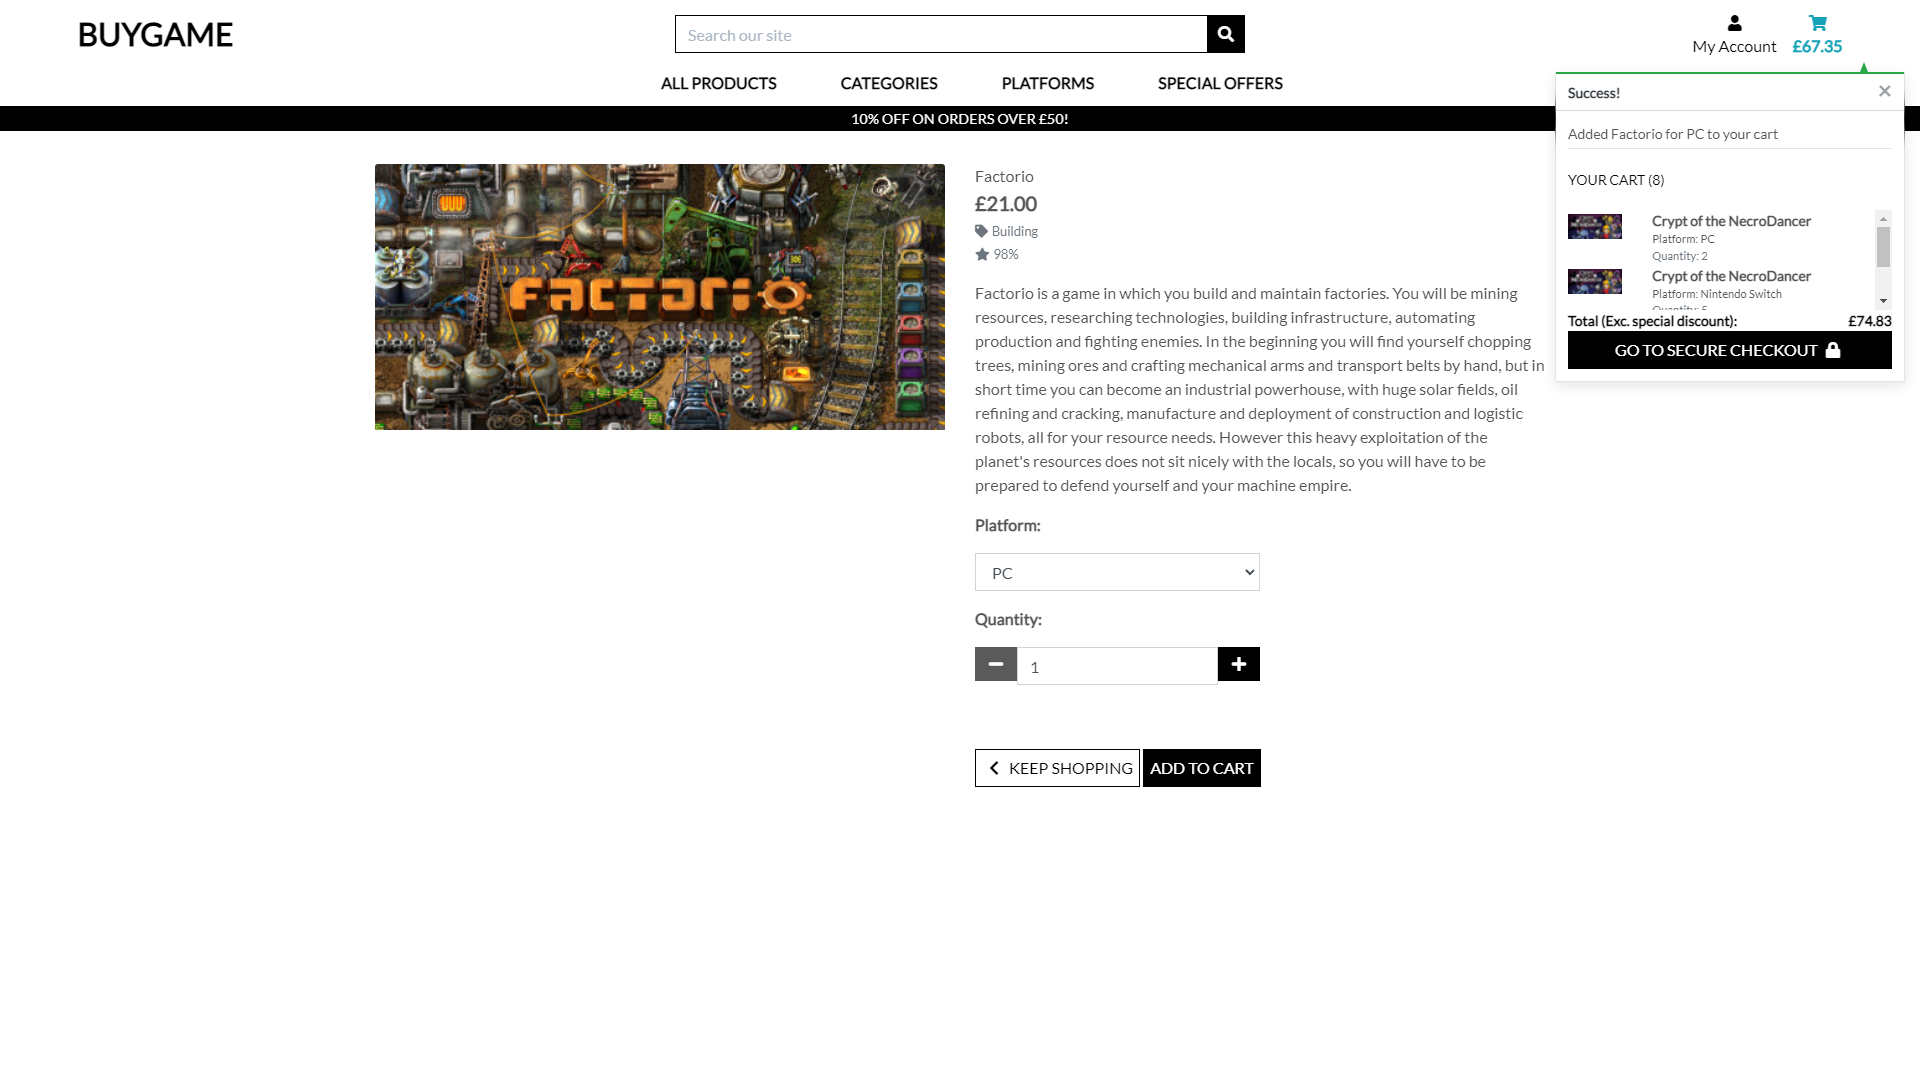 BUYGAME
Search our site
My Account
£67.35
ALL PRODUCTS
CATEGORIES
PLATFORMS
SPECIAL OFFERS
10% OFF ON ORDERS OVER £50!
Success!
×
Added Factorio for PC to your cart
YOUR CART (8)
Crypt of the NecroDancer
Platform: PC
Quantity: 2
Crypt of the NecroDancer
Platform: Nintendo Switch
Total (Exc. special discount): £74.83
GO TO SECURE CHECKOUT
FACTORIO
Factorio
£21.00
Building
98%
Factorio is a game in which you build and maintain factories. You will be mining
resources, researching technologies, building infrastructure, automating
production and fighting enemies. In the beginning you will find yourself chopping
trees, mining ores and crafting mechanical arms and transport belts by hand, but in
short time you can become an industrial powerhouse, with huge solar fields, oil
refining and cracking, manufacture and deployment of construction and logistic
robots, all for your resource needs. However this heavy exploitation of the
planet's resources does not sit nicely with the locals, so you will have to be
prepared to defend yourself and your machine empire.
Platform:
PC
Quantity:
1
KEEP SHOPPING
ADD TO CART